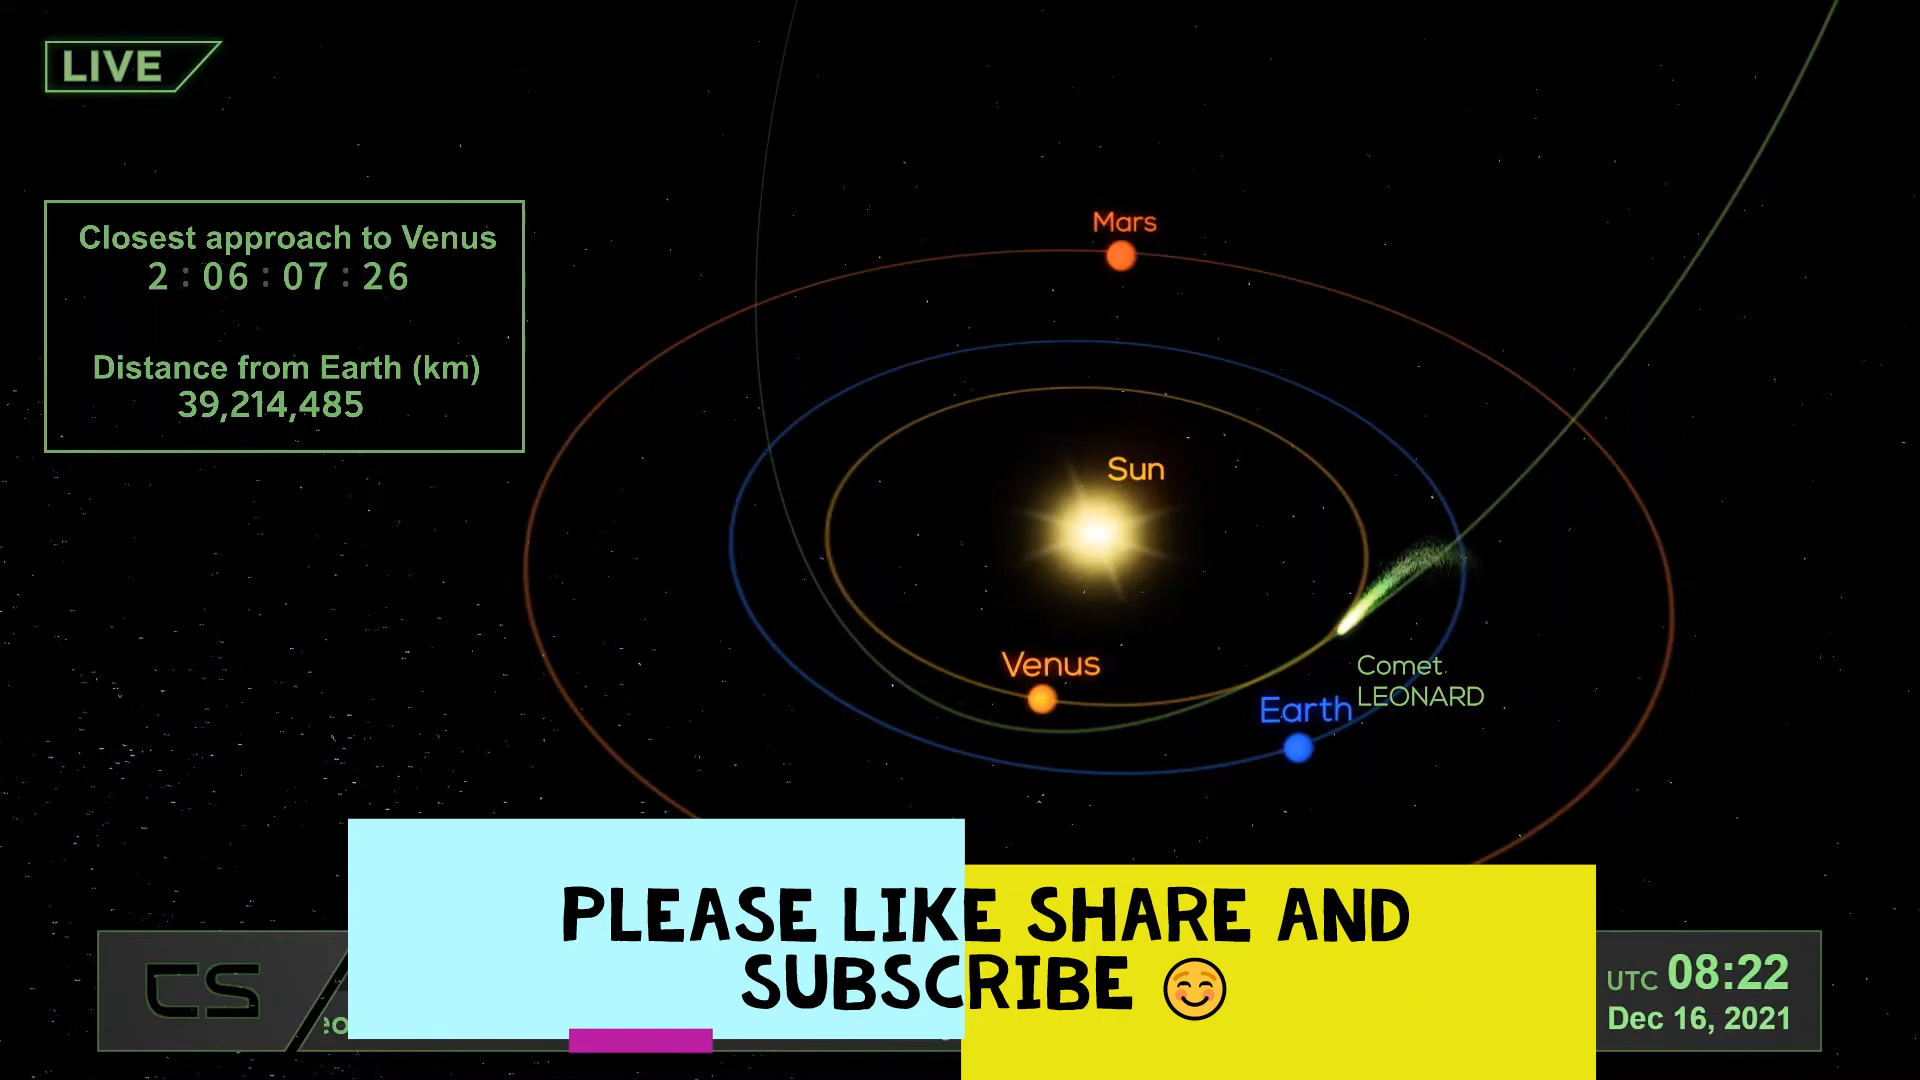 LIVE
Closest approach to Venus
2 : 06 : 07 : 26
Distance from Earth (km)
39,214,485
Mars
Sun
Venus
Earth
Comet
LEONARD
PLEASE LIKE SHARE AND
SUBSCRIBE 😊
CS
UTC 08:22
Dec 16, 2021